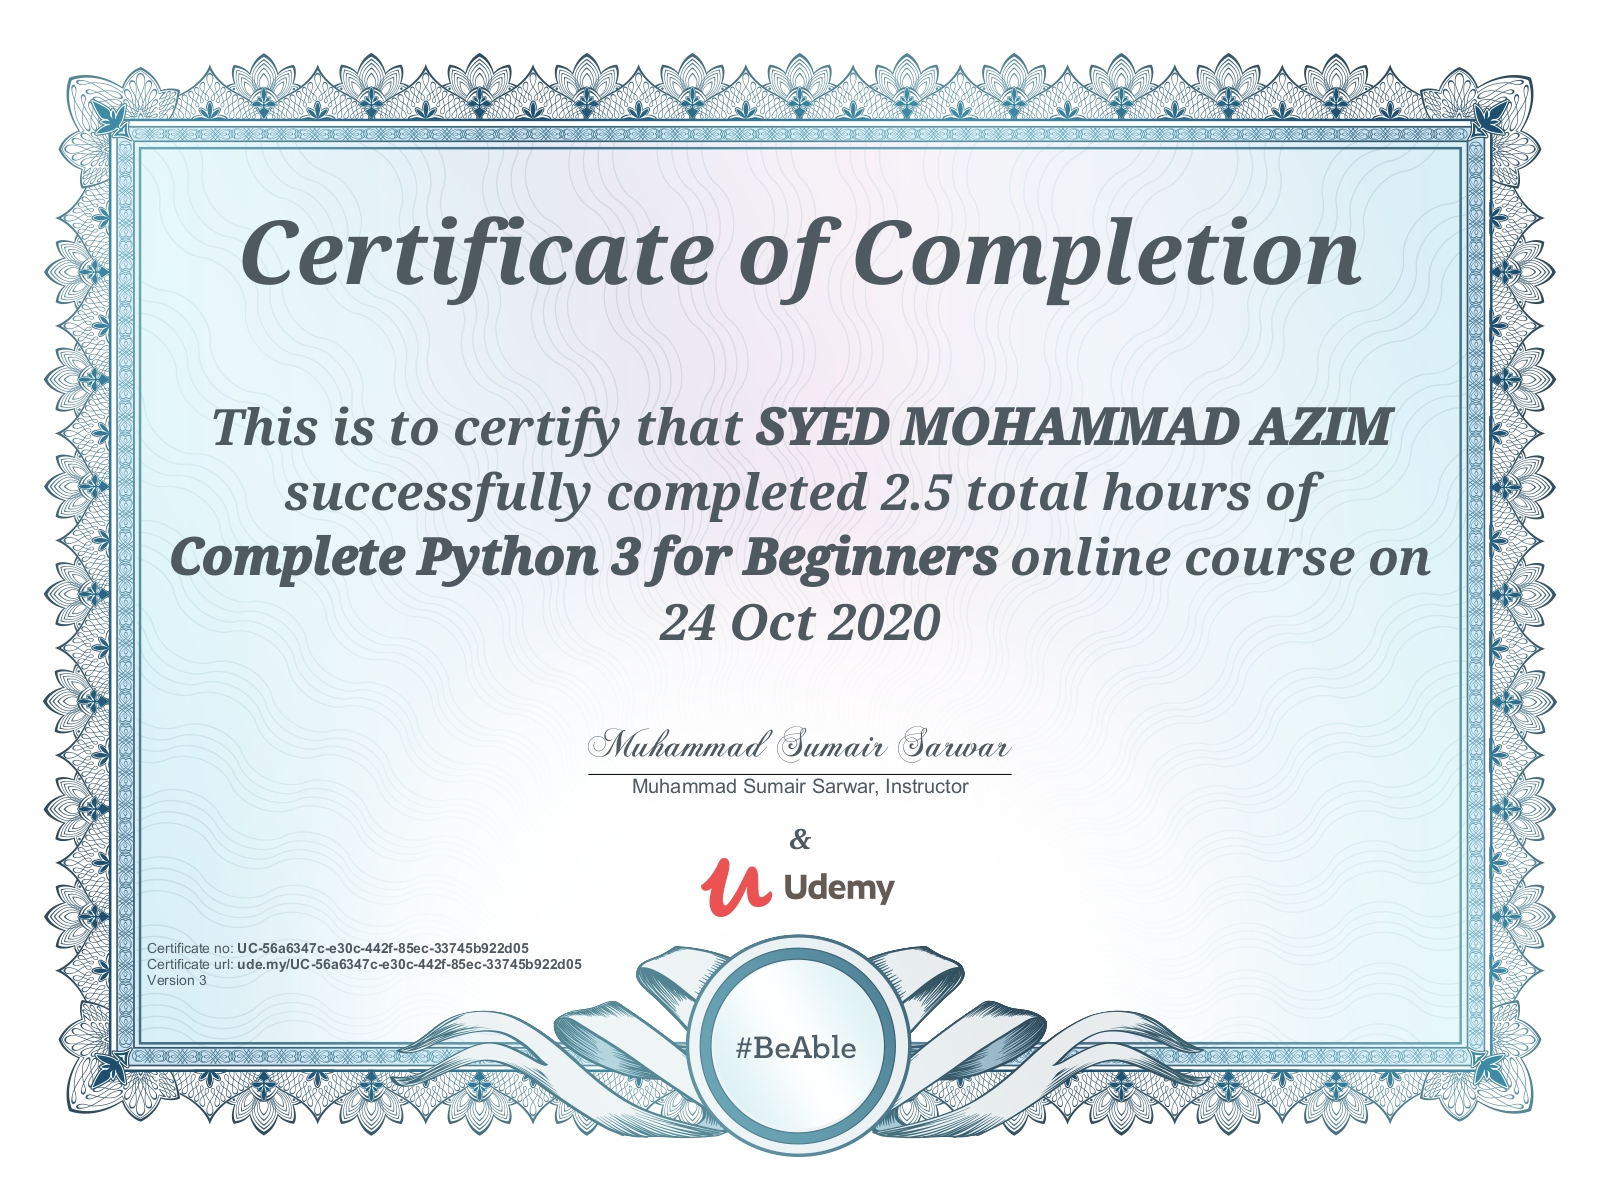 Certificate of Completion
This is to certify that SYED MOHAMMAD AZIM
successfully completed 2.5 total hours of
Complete Python 3 for Beginners online course on
24 Oct 2020
Muhammad Sumair Sarwar
Muhammad Sumair Sarwar, Instructor
&
Udemy
Certificate no: UC-56a6347c-e30c-442f-85ec-33745b922d05
Certificate url: ude.my/UC-56a6347c-e30c-442f-85ec-33745b922d05
Version 3
#BeAble